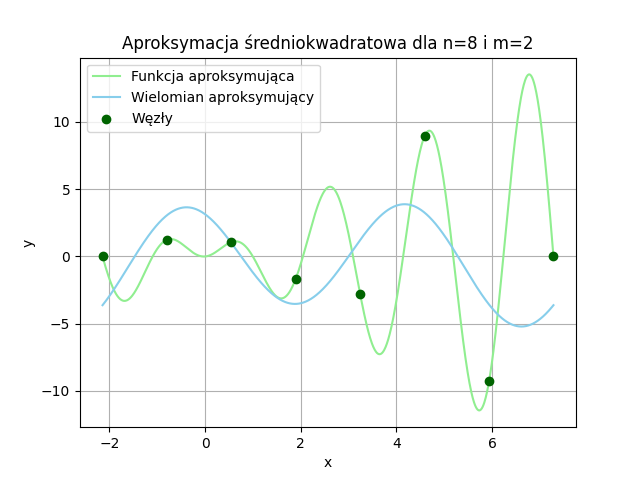 Aproksymacja średniokwadratowa dla n=8 i m=2
Funkcja aproksymująca
Wielomian aproksymujący
Węzły
10
5
0
−5
−10
y
−2
0
2
4
6
x